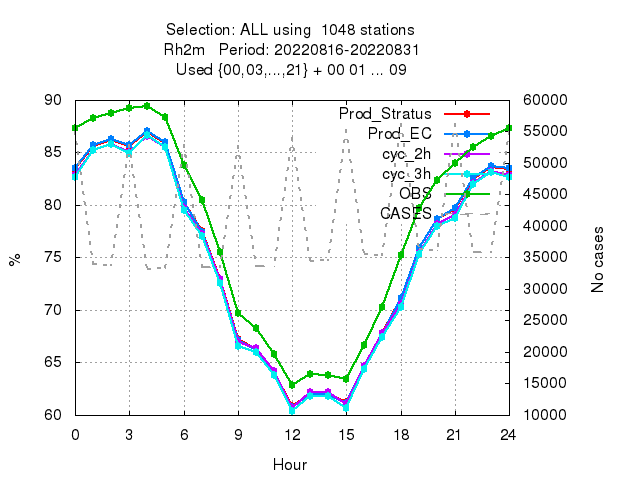 Selection: ALL using  1048 stations
Rh2m   Period: 20220816-20220831
Used {00,03,...,21} + 00 01 ... 09
90 60000
Prod_Stratus
55000
Prod_EC
85 50000
cyc_2h
cyc_3h
45000
OBS
80 40000
CASES
35000
75
30000
70
25000
20000
65
15000
60 10000
0 3 6 9 12 15 18 21 24
Hour
%
No cases